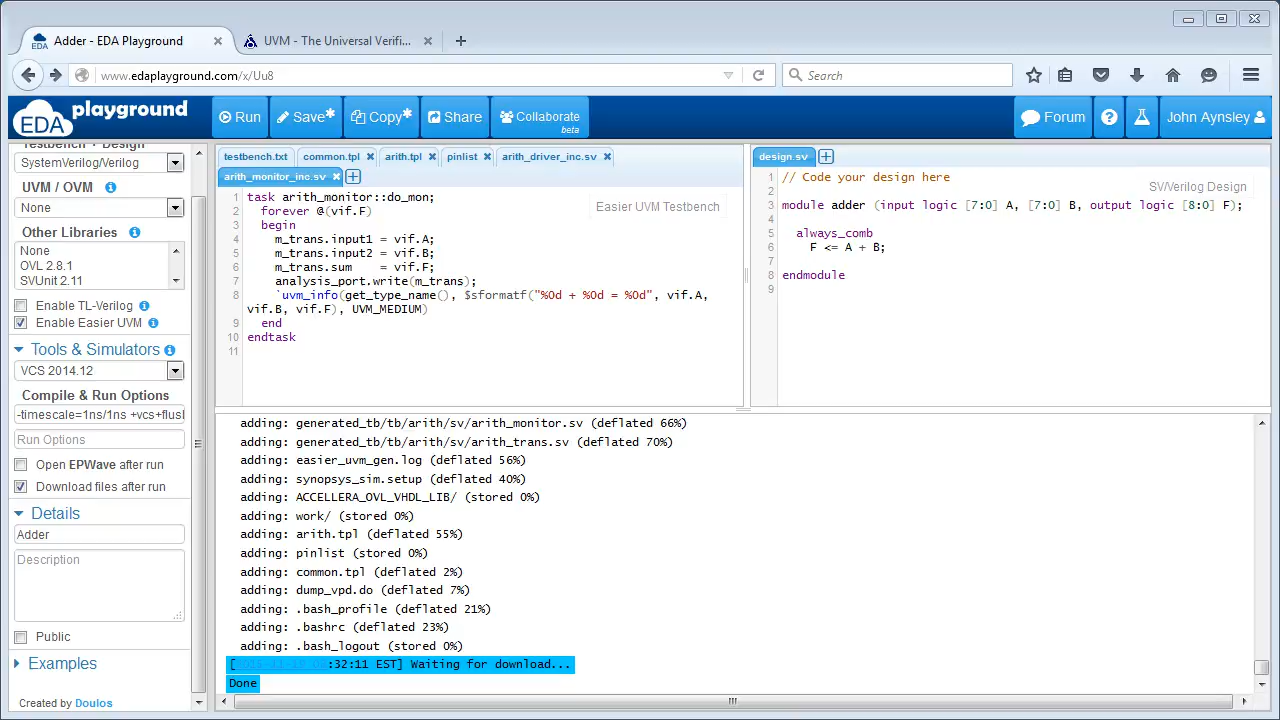 Adder - EDA Playground
UVM - The Universal Verifi...
www.edaplayground.com/x/Uu8
Search
EDA playground
Run
Save*
Copy*
Share
Collaborate
beta
Forum
John Aynsley
Testbench + Design
SystemVerilog/Verilog
UVM / OVM
None
Other Libraries
None
OVL 2.8.1
SVUnit 2.11
Enable TL-Verilog
Enable Easier UVM
Tools & Simulators
VCS 2014.12
Compile & Run Options
-timescale=1ns/1ns +vcs+flush
Run Options
Open EPWave after run
Download files after run
Details
Adder
Description
Public
Examples
Created by Doulos
testbench.txt
common.tpl
arith.tpl
pinlist
arith_driver_inc.sv
arith_monitor_inc.sv
Easier UVM Testbench
1 task arith_monitor::do_mon;
2 forever @(vif.F)
3 begin
4 m_trans.input1 = vif.A;
5 m_trans.input2 = vif.B;
6 m_trans.sum    = vif.F;
7 analysis_port.write(m_trans);
8 `uvm_info(get_type_name(), $sformatf("%0d + %0d = %0d", vif.A,
vif.B, vif.F), UVM_MEDIUM)
9 end
10 endtask
11
design.sv
SV/Verilog Design
1 // Code your design here
2
3 module adder (input logic [7:0] A, [7:0] B, output logic [8:0] F);
4
5 always_comb
6 F <= A + B;
7
8 endmodule
9
adding: generated_tb/tb/arith/sv/arith_monitor.sv (deflated 66%)
adding: generated_tb/tb/arith/sv/arith_trans.sv (deflated 70%)
adding: easier_uvm_gen.log (deflated 56%)
adding: synopsys_sim.setup (deflated 40%)
adding: ACCELLERA_OVL_VHDL_LIB/ (stored 0%)
adding: work/ (stored 0%)
adding: arith.tpl (deflated 55%)
adding: pinlist (stored 0%)
adding: common.tpl (deflated 2%)
adding: dump_vpd.do (deflated 7%)
adding: .bash_profile (deflated 21%)
adding: .bashrc (deflated 23%)
adding: .bash_logout (stored 0%)
:32:11 EST] Waiting for download...
Done